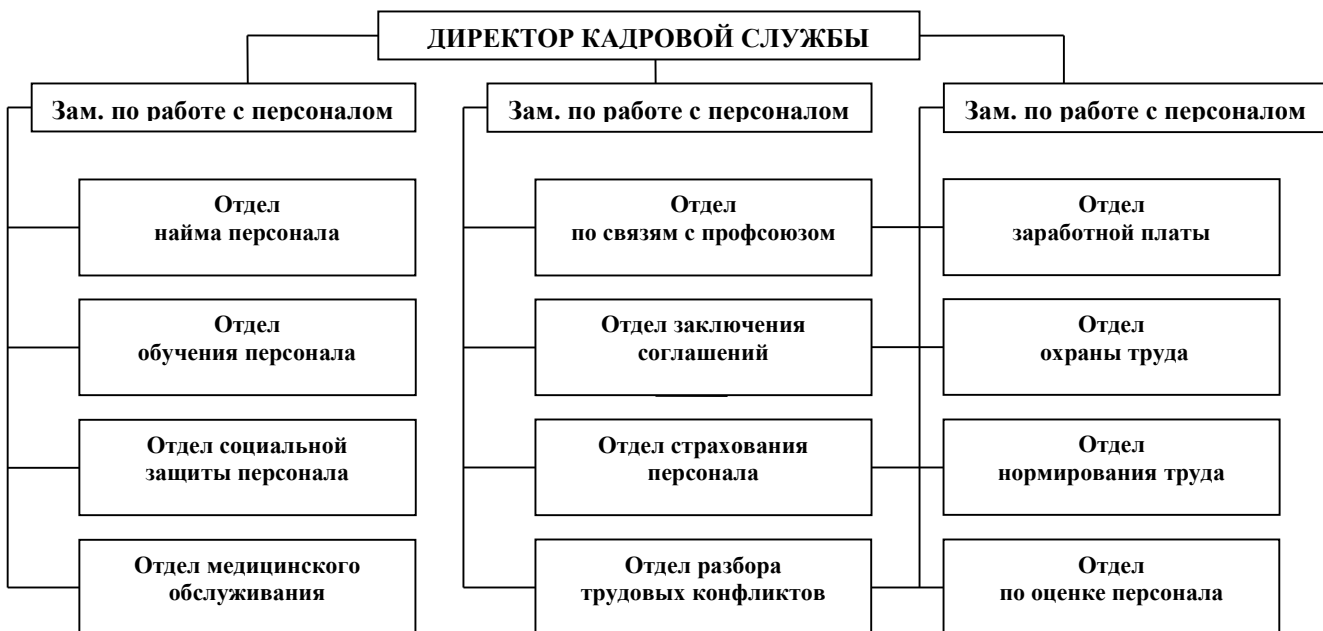 ДИРЕКТОР КАДРОВОЙ СЛУЖБЫ
Зам. по работе с персоналом
Зам. по работе с персоналом
Зам. по работе с персоналом
Отдел
найма персонала
Отдел
по связям с профсоюзом
Отдел
заработной платы
Отдел
обучения персонала
Отдел заключения
соглашений
Отдел
охраны труда
Отдел социальной
защиты персонала
Отдел страхования
персонала
Отдел
нормирования труда
Отдел медицинского
обслуживания
Отдел разбора
трудовых конфликтов
Отдел
по оценке персонала